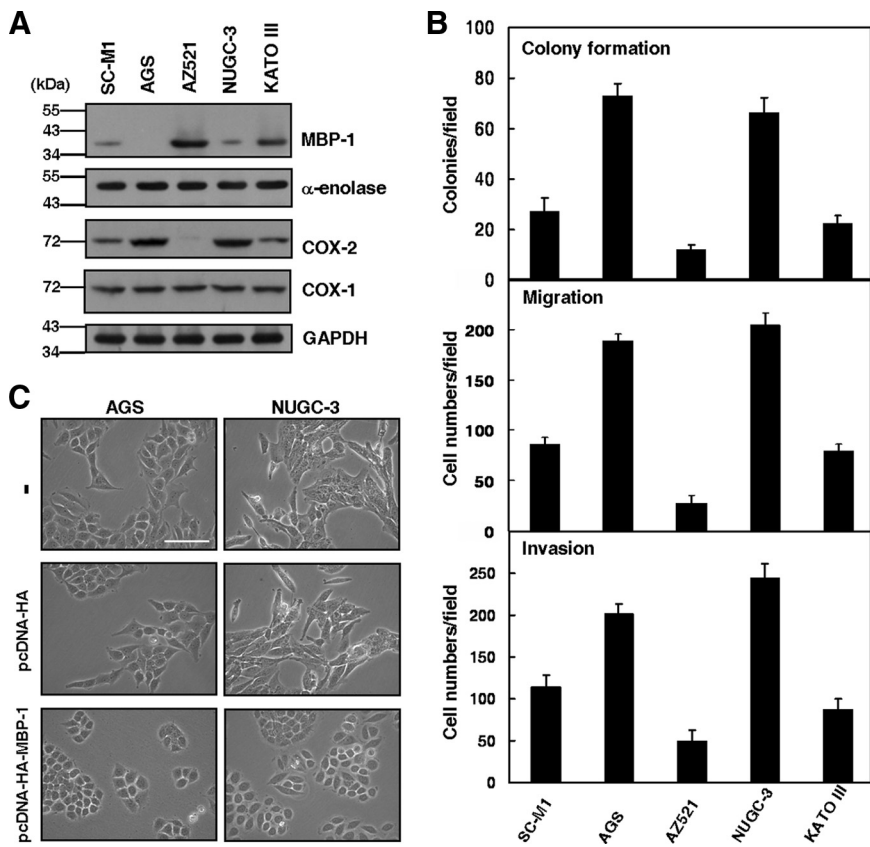 A
SC-M1
AGS
AZ521
NUGC-3
KATO III
(kDa)
55
43
34
MBP-1
55
43
α-enolase
72
COX-2
72
COX-1
43
34
GAPDH
B
Colony formation
Colonies/field
100
80
60
40
20
0
Migration
Cell numbers/field
200
150
100
50
0
Invasion
Cell numbers/field
250
200
150
100
50
0
SC-M1
AGS
AZ521
NUGC-3
KATO III
C
AGS
NUGC-3
-
pcDNA-HA
pcDNA-HA-MBP-1